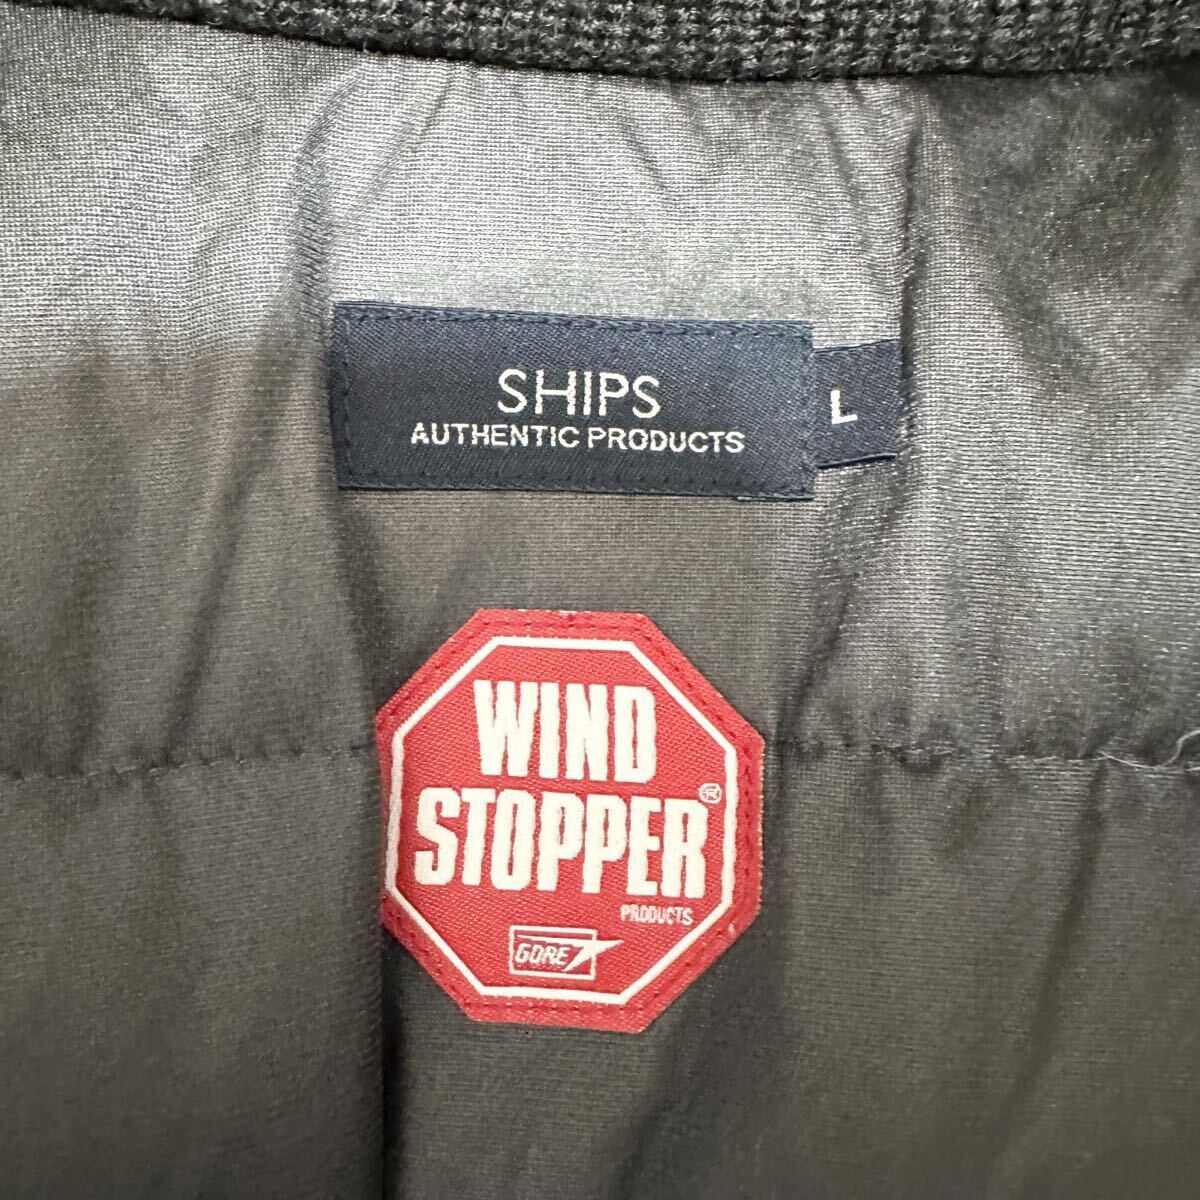 SHIPS
AUTHENTIC PRODUCTS
L
WIND
STOPPER®
PRODUCTS
GORE